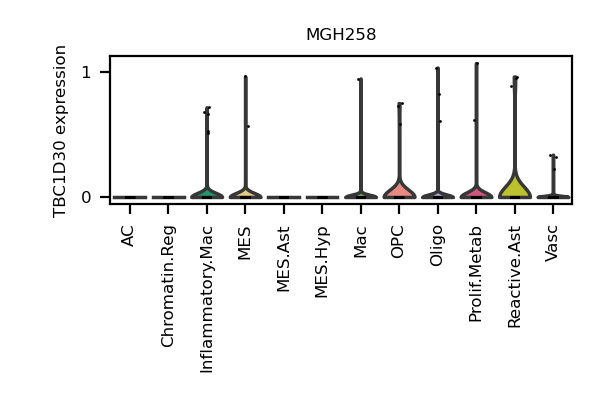 MGH258
TBC1D30 expression
1
0
AC
Chromatin.Reg
Inflammatory.Mac
MES
MES.Ast
MES.Hyp
Mac
OPC
Oligo
Prolif.Metab
Reactive.Ast
Vasc